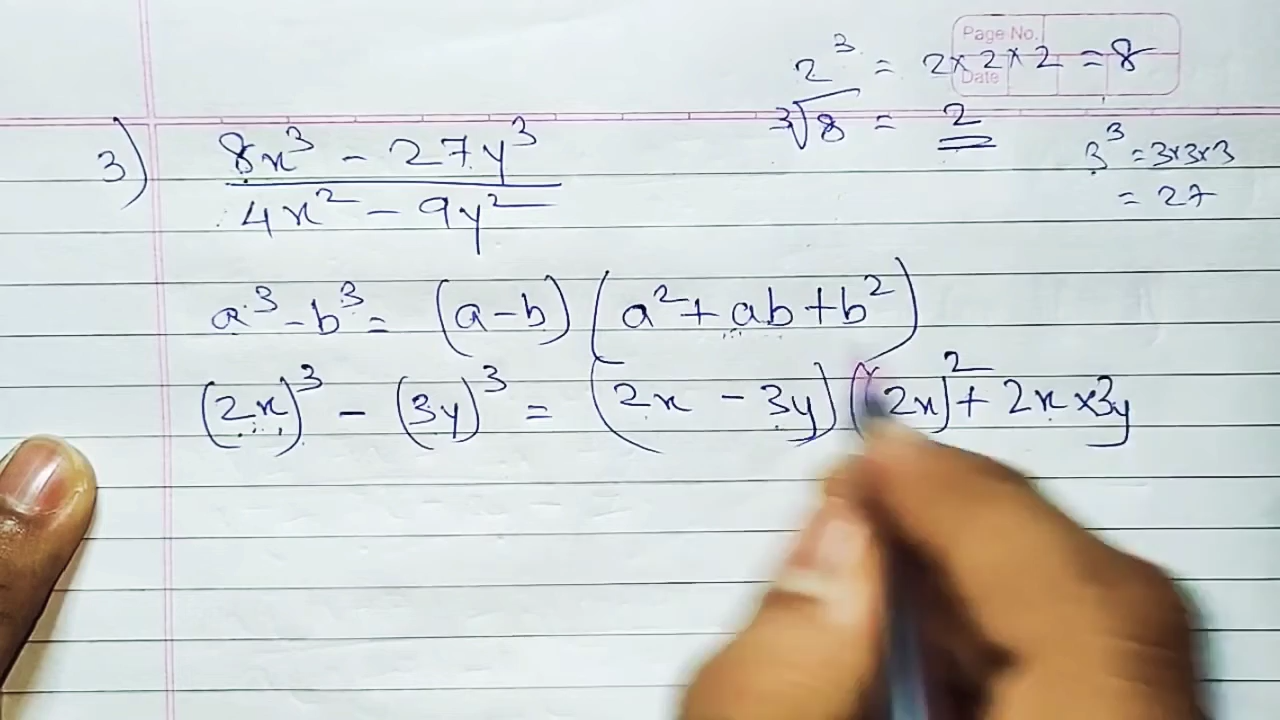 Page No.
Date
2³ = 2×2×2 = 8
∛8 = 2
3³ = 3×3×3
= 27
3) 8x³ - 27y³
4x² - 9y²
a³ - b³ = (a-b) (a² + ab + b²)
(2x)³ - (3y)³ = (2x - 3y) ((2x)² + 2x × 3y